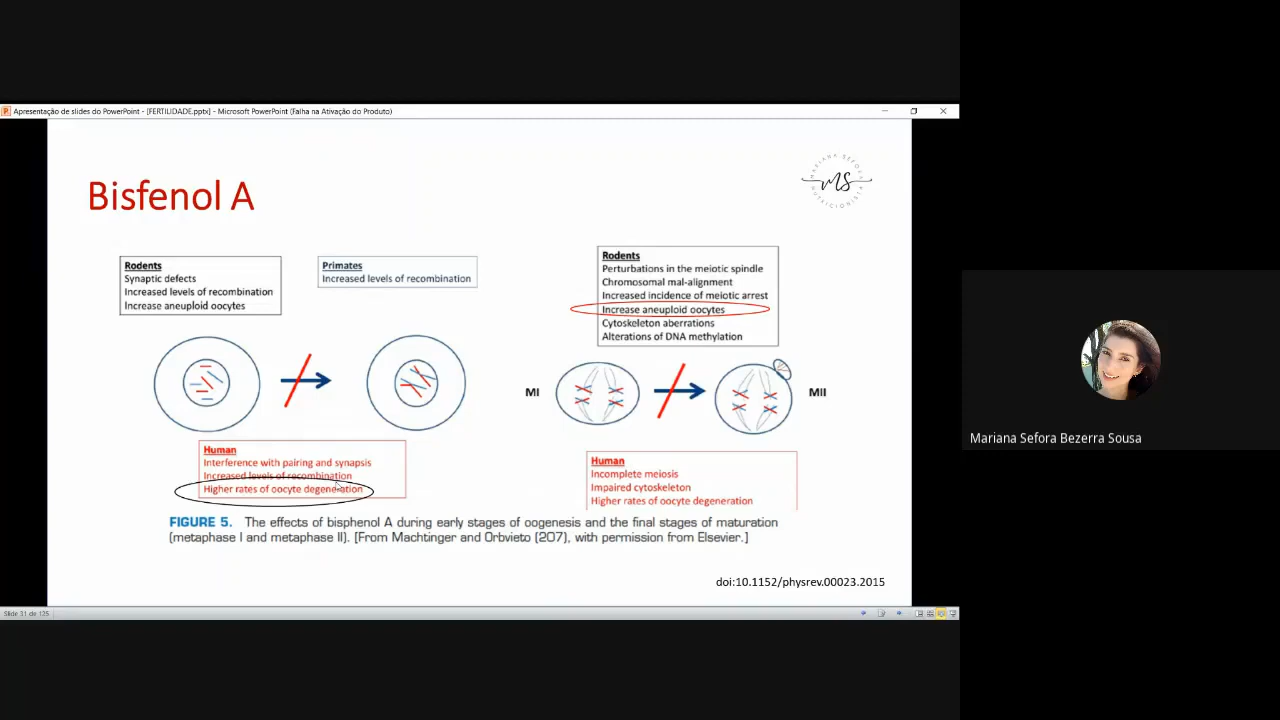 Apresentação de slides do PowerPoint - [FERTILIDADE.pptx] - Microsoft PowerPoint (Falha na Ativação do Produto)
Bisfenol A
MARIANA SEFORA
MS
NUTRICIONISTA
Rodents
Synaptic defects
Increased levels of recombination
Increase aneuploid oocytes
Primates
Increased levels of recombination
Rodents
Perturbations in the meiotic spindle
Chromosomal mal-alignment
Increased incidence of meiotic arrest
Increase aneuploid oocytes
Cytoskeleton aberrations
Alterations of DNA methylation
MI
MII
Human
Interference with pairing and synapsis
Increased levels of recombination
Higher rates of oocyte degeneration
Human
Incomplete meiosis
Impaired cytoskeleton
Higher rates of oocyte degeneration
FIGURE 5. The effects of bisphenol A during early stages of oogenesis and the final stages of maturation
(metaphase I and metaphase II). [From Machtinger and Orbvieto (207), with permission from Elsevier.]
doi:10.1152/physrev.00023.2015
Slide 31 de 125
Mariana Sefora Bezerra Sousa